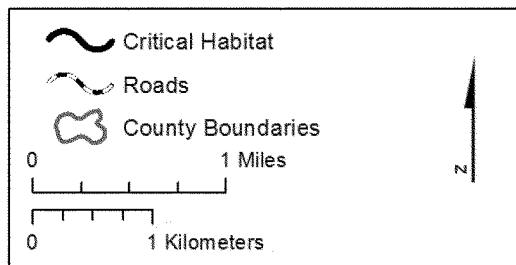 Critical Habitat
Roads
County Boundaries
0 1 Miles
0 1 Kilometers
N